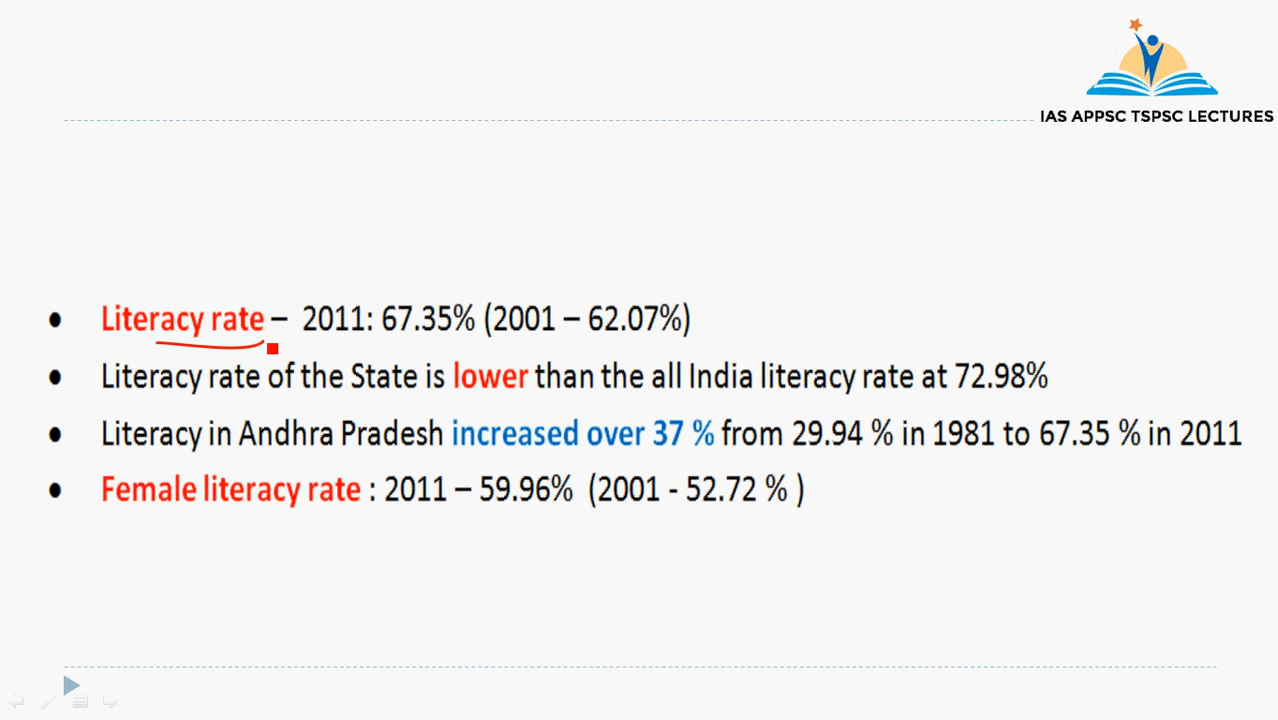 IAS APPSC TSPSC LECTURES
• Literacy rate – 2011: 67.35% (2001 – 62.07%)
• Literacy rate of the State is lower than the all India literacy rate at 72.98%
• Literacy in Andhra Pradesh increased over 37 % from 29.94 % in 1981 to 67.35 % in 2011
• Female literacy rate : 2011 – 59.96% (2001 - 52.72 % )